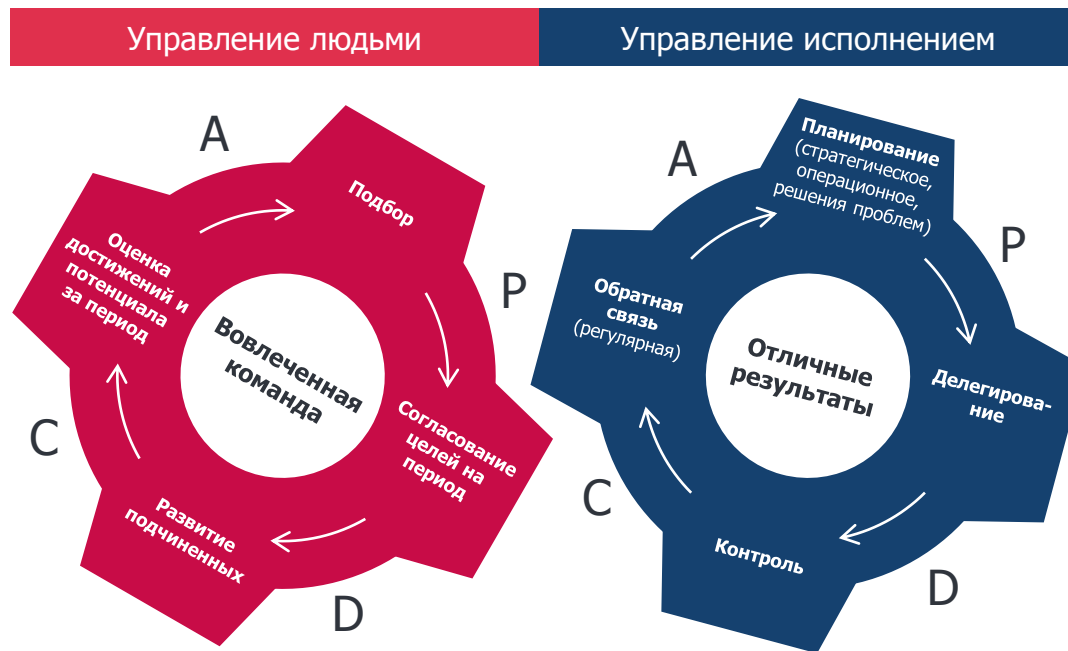 Управление людьми
Управление исполнением
A
Подбор
P
Оценка
достижений и
потенциала
за период
Вовлеченная
команда
Согласование
целей на
период
C
Развитие
подчиненных
D
A
Планирование
(стратегическое,
операционное,
решения проблем)
P
Обратная
связь
(регулярная)
Отличные
результаты
Делегирова-
ние
C
Контроль
D